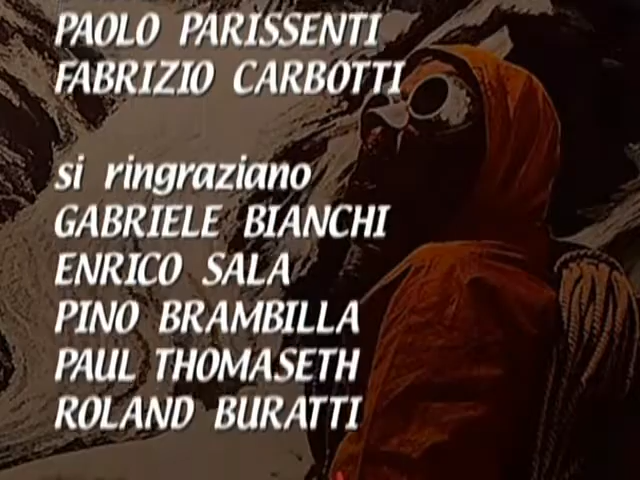 PAOLO PARISSENTI
FABRIZIO CARBOTTI
si ringraziano
GABRIELE BIANCHI
ENRICO SALA
PINO BRAMBILLA
PAUL THOMASETH
ROLAND BURATTI